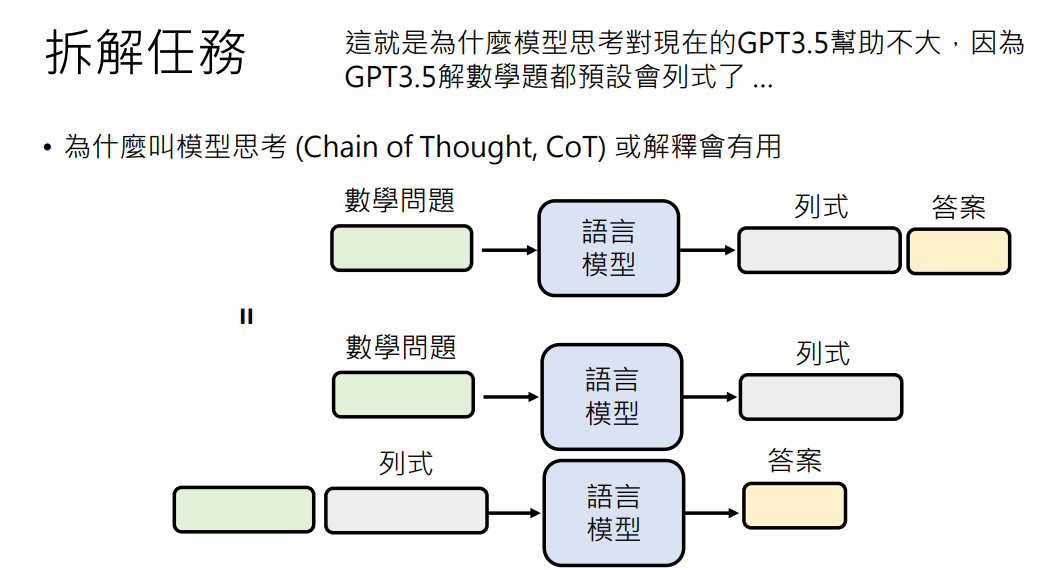 拆解任務
這就是為什麼模型思考對現在的GPT3.5幫助不大，因為
GPT3.5解數學題都預設會列式了 ...
• 為什麼叫模型思考 (Chain of Thought, CoT) 或解釋會有用
數學問題
語言
模型
列式
答案
=
數學問題
語言
模型
列式
列式
語言
模型
答案